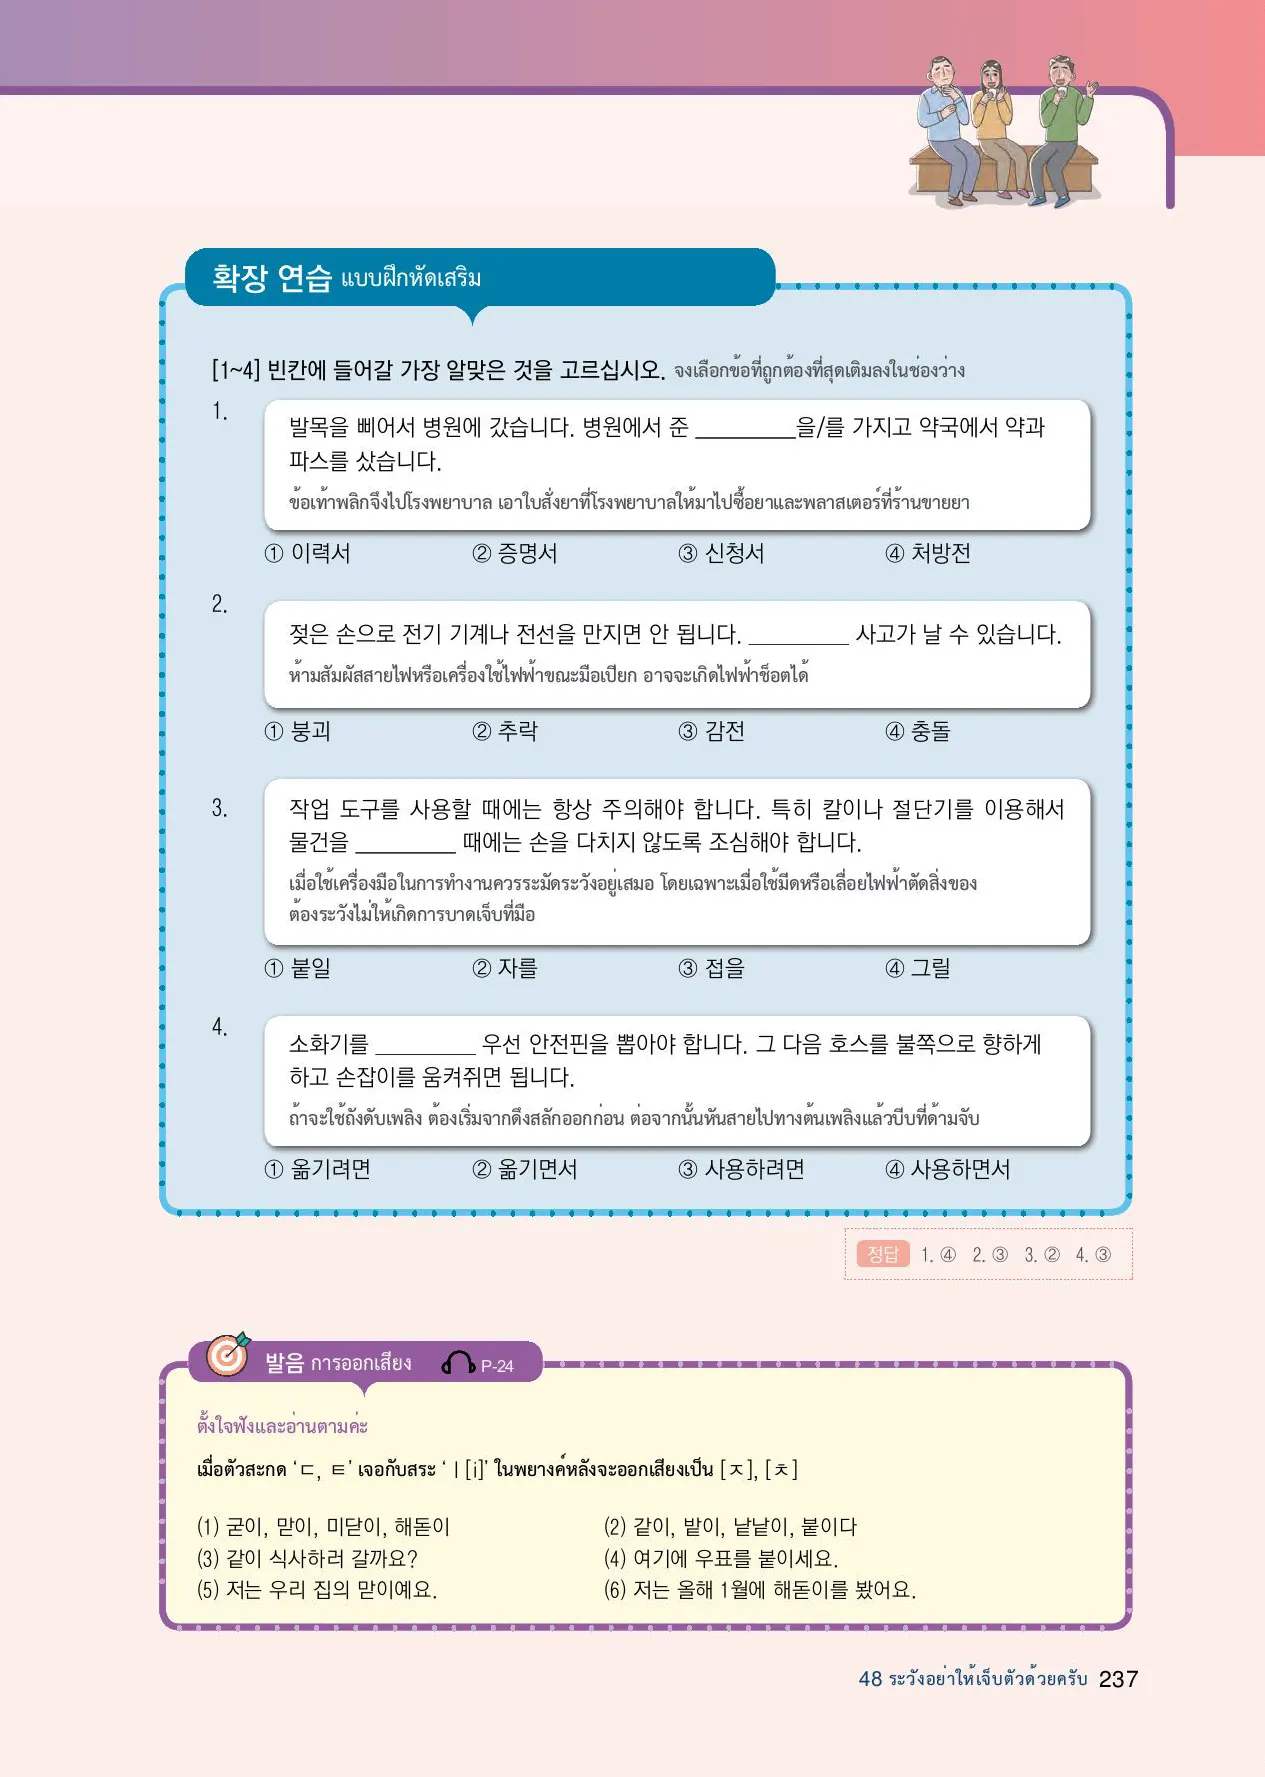 확장 연습 แบบฝึกหัดเสริม
[1~4] 빈칸에 들어갈 가장 알맞은 것을 고르십시오. จงเลือกข้อที่ถูกต้องที่สุดเติมลงในช่องว่าง
1.
발목을 삐어서 병원에 갔습니다. 병원에서 준 _________을/를 가지고 약국에서 약과
파스를 샀습니다.
ข้อเท้าพลิกจึงไปโรงพยาบาล เอาใบสั่งยาที่โรงพยาบาลให้มาไปซื้อยาและพลาสเตอร์ที่ร้านขายยา
① 이력서 ② 증명서 ③ 신청서 ④ 처방전
2.
젖은 손으로 전기 기계나 전선을 만지면 안 됩니다. _________ 사고가 날 수 있습니다.
ห้ามสัมผัสสายไฟหรือเครื่องใช้ไฟฟ้าขณะมือเปียก อาจจะเกิดไฟฟ้าช็อตได้
① 붕괴 ② 추락 ③ 감전 ④ 충돌
3.
작업 도구를 사용할 때에는 항상 주의해야 합니다. 특히 칼이나 절단기를 이용해서
물건을 _________ 때에는 손을 다치지 않도록 조심해야 합니다.
เมื่อใช้เครื่องมือในการทำงานควรระมัดระวังอยู่เสมอ โดยเฉพาะเมื่อใช้มีดหรือเลื่อยไฟฟ้าตัดสิ่งของ
ต้องระวังไม่ให้เกิดการบาดเจ็บที่มือ
① 붙일 ② 자를 ③ 접을 ④ 그릴
4.
소화기를 _________ 우선 안전핀을 뽑아야 합니다. 그 다음 호스를 불쪽으로 향하게
하고 손잡이를 움켜쥐면 됩니다.
ถ้าจะใช้ถังดับเพลิง ต้องเริ่มจากดึงสลักออกก่อน ต่อจากนั้นหันสายไปทางต้นเพลิงแล้วบีบที่ด้ามจับ
① 옮기려면 ② 옮기면서 ③ 사용하려면 ④ 사용하면서
정답 1. ④ 2. ③ 3. ② 4. ③
발음 การออกเสียง P-24
ตั้งใจฟังและอ่านตามค่ะ
เมื่อตัวสะกด ‘ㄷ, ㅌ’ เจอกับสระ ‘ㅣ[i]’ ในพยางค์หลังจะออกเสียงเป็น [ㅈ], [ㅊ]
(1) 굳이, 맏이, 미닫이, 해돋이 (2) 같이, 밭이, 낱낱이, 붙이다
(3) 같이 식사하러 갈까요? (4) 여기에 우표를 붙이세요.
(5) 저는 우리 집의 맏이예요. (6) 저는 올해 1월에 해돋이를 봤어요.
48 ระวังอย่าให้เจ็บตัวด้วยครับ 237